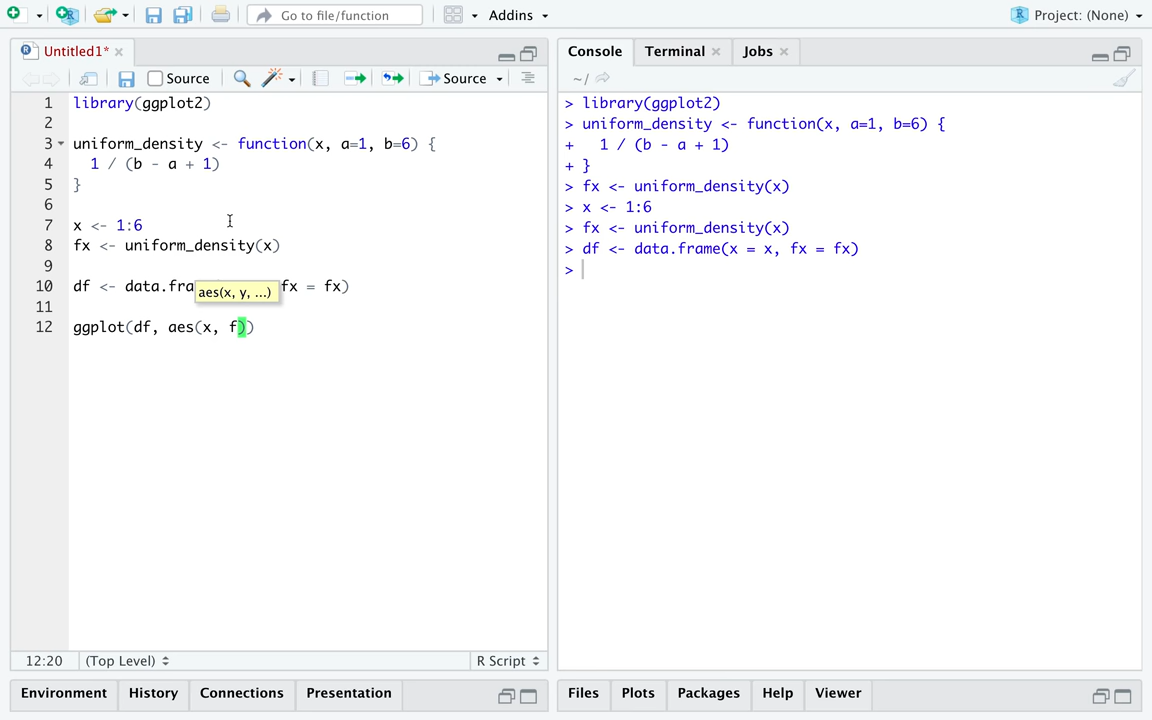 Go to file/function
Addins
Project: (None)
Untitled1*
Source
Source
1 library(ggplot2)
2
3 uniform_density <- function(x, a=1, b=6) {
4 1 / (b - a + 1)
5 }
6
7 x <- 1:6
8 fx <- uniform_density(x)
9
10 df <- data.fra fx = fx)
aes(x, y, ...)
11
12 ggplot(df, aes(x, f))
12:20
(Top Level)
R Script
Environment
History
Connections
Presentation
Console
Terminal
Jobs
~/
> library(ggplot2)
> uniform_density <- function(x, a=1, b=6) {
+ 1 / (b - a + 1)
+ }
> fx <- uniform_density(x)
> x <- 1:6
> fx <- uniform_density(x)
> df <- data.frame(x = x, fx = fx)
>
Files
Plots
Packages
Help
Viewer